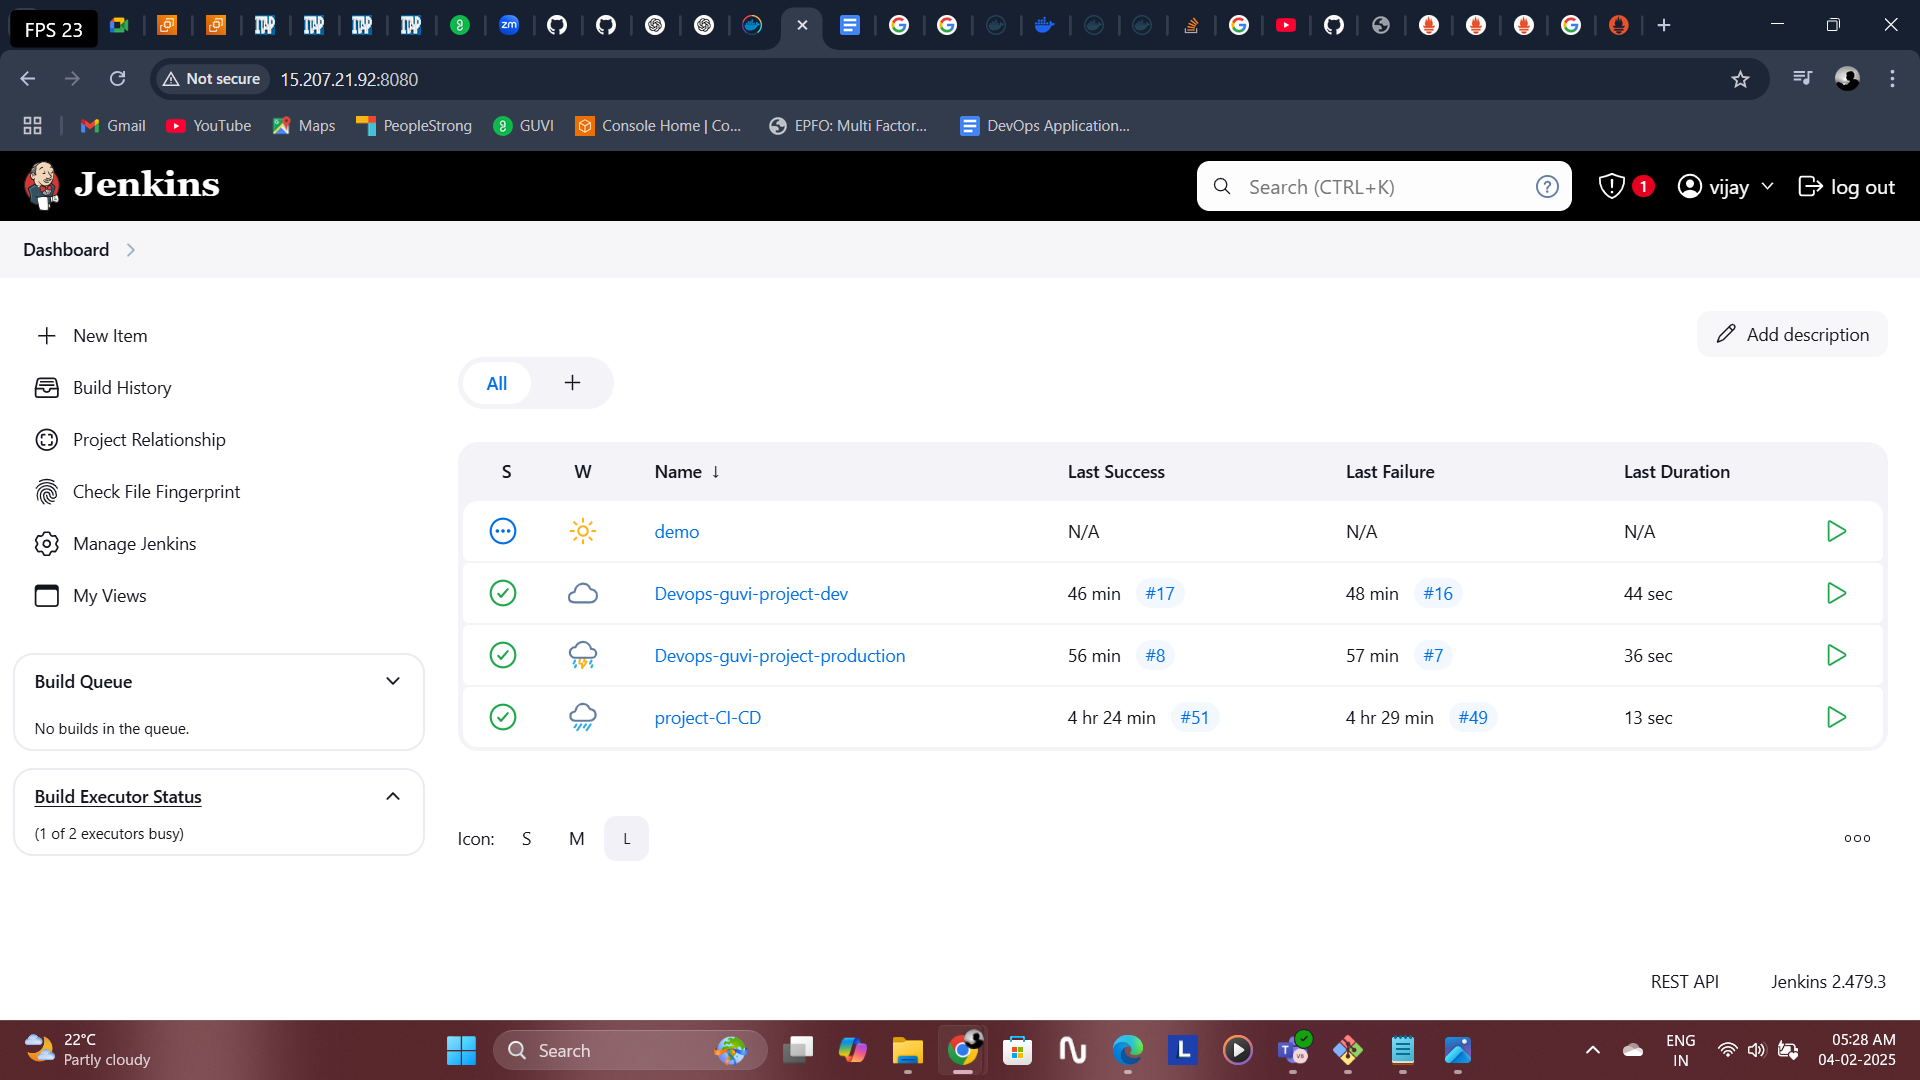 FPS 23
Not secure 15.207.21.92:8080
Gmail YouTube Maps PeopleStrong GUVI Console Home | Co... EPFO: Multi Factor... DevOps Application...
Jenkins Search (CTRL+K) 1 vijay log out
Dashboard
New Item
Build History
Project Relationship
Check File Fingerprint
Manage Jenkins
My Views
Build Queue
No builds in the queue.
Build Executor Status
(1 of 2 executors busy)
Add description
All
S W Name ↓ Last Success Last Failure Last Duration
demo N/A N/A N/A
Devops-guvi-project-dev 46 min #17 48 min #16 44 sec
Devops-guvi-project-production 56 min #8 57 min #7 36 sec
project-CI-CD 4 hr 24 min #51 4 hr 29 min #49 13 sec
Icon: S M L
REST API Jenkins 2.479.3
22°C
Partly cloudy
Search
ENG
IN
05:28 AM
04-02-2025